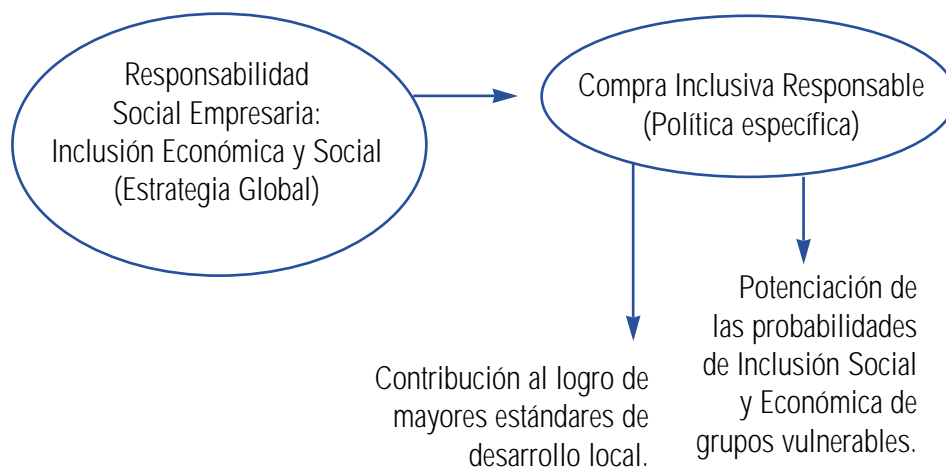 Responsabilidad
Social Empresaria:
Inclusión Económica y Social
(Estrategia Global)
Compra Inclusiva Responsable
(Política específica)
Contribución al logro de
mayores estándares de
desarrollo local.
Potenciación de
las probabilidades
de Inclusión Social
y Económica de
grupos vulnerables.